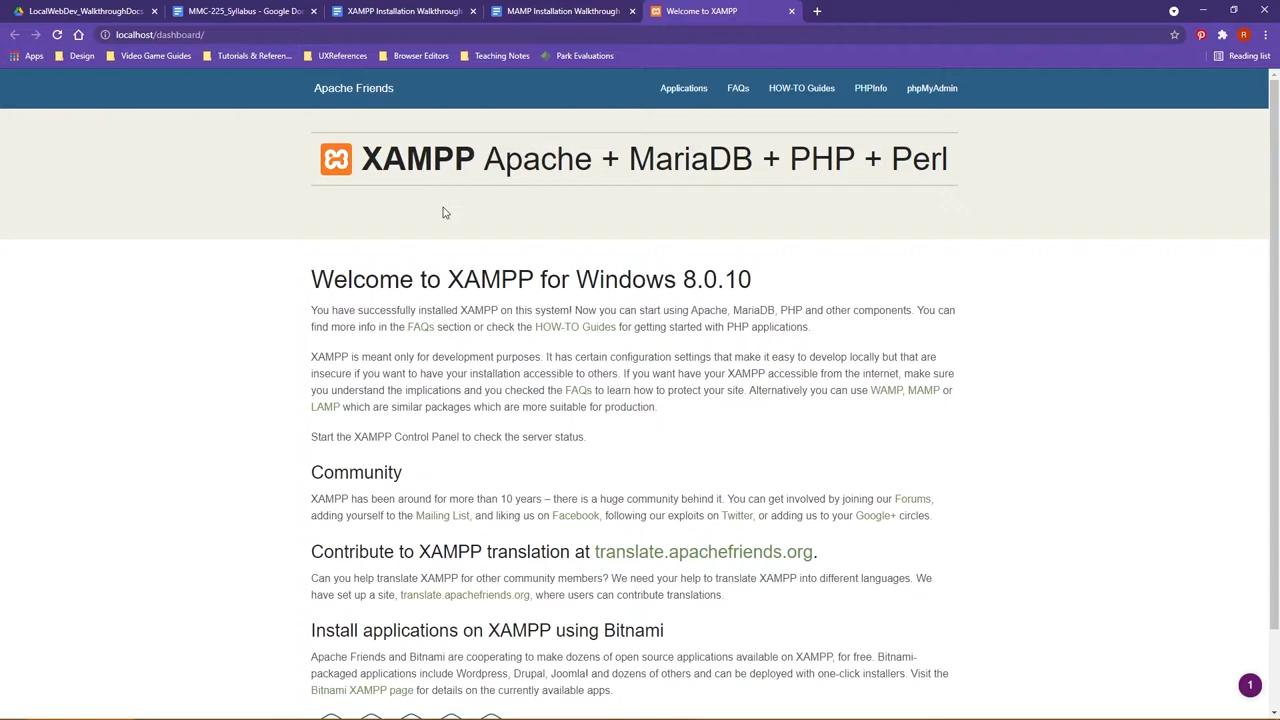 LocalWebDev_WalkthroughDocs
MMC-225_Syllabus - Google Do
XAMPP Installation Walkthrough
MAMP Installation Walkthrough
Welcome to XAMPP
localhost/dashboard/
Apps
Design
Video Game Guides
Tutorials & Referen...
UXReferences
Browser Editors
Teaching Notes
Park Evaluations
Reading list
Apache Friends
Applications
FAQs
HOW-TO Guides
PHPInfo
phpMyAdmin
XAMPP Apache + MariaDB + PHP + Perl
Welcome to XAMPP for Windows 8.0.10
You have successfully installed XAMPP on this system! Now you can start using Apache, MariaDB, PHP and other components. You can
find more info in the FAQs section or check the HOW-TO Guides for getting started with PHP applications.
XAMPP is meant only for development purposes. It has certain configuration settings that make it easy to develop locally but that are
insecure if you want to have your installation accessible to others. If you want have your XAMPP accessible from the internet, make sure
you understand the implications and you checked the FAQs to learn how to protect your site. Alternatively you can use WAMP, MAMP or
LAMP which are similar packages which are more suitable for production.
Start the XAMPP Control Panel to check the server status.
Community
XAMPP has been around for more than 10 years – there is a huge community behind it. You can get involved by joining our Forums,
adding yourself to the Mailing List, and liking us on Facebook, following our exploits on Twitter, or adding us to your Google+ circles.
Contribute to XAMPP translation at translate.apachefriends.org.
Can you help translate XAMPP for other community members? We need your help to translate XAMPP into different languages. We
have set up a site, translate.apachefriends.org, where users can contribute translations.
Install applications on XAMPP using Bitnami
Apache Friends and Bitnami are cooperating to make dozens of open source applications available on XAMPP, for free. Bitnami-
packaged applications include Wordpress, Drupal, Joomla! and dozens of others and can be deployed with one-click installers. Visit the
Bitnami XAMPP page for details on the currently available apps.
R
1